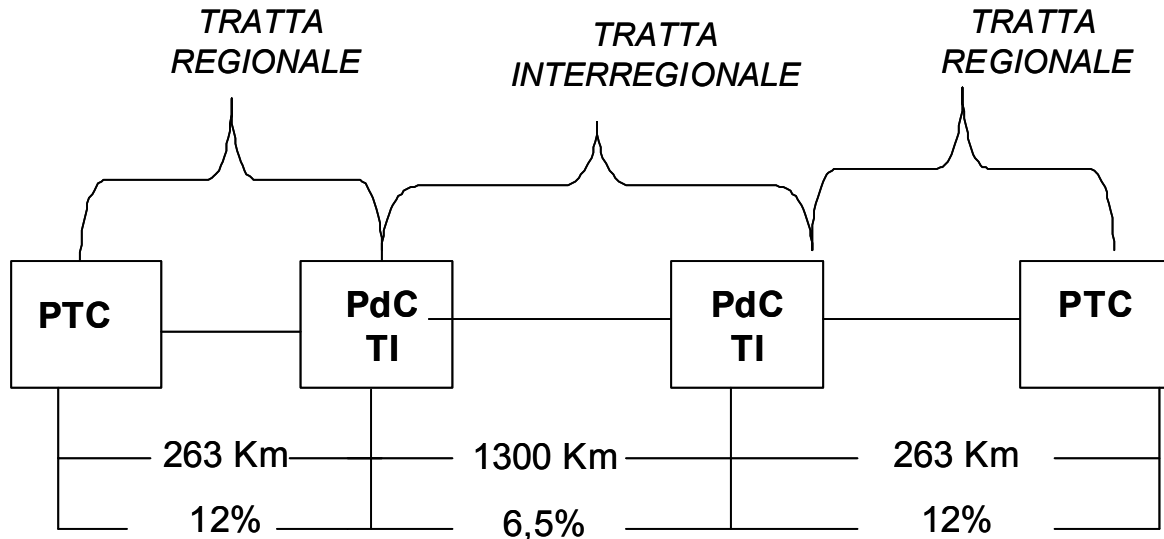 TRATTA
REGIONALE
TRATTA
INTERREGIONALE
TRATTA
REGIONALE
PTC
PdC
TI
PdC
TI
PTC
263 Km
1300 Km
263 Km
12%
6,5%
12%